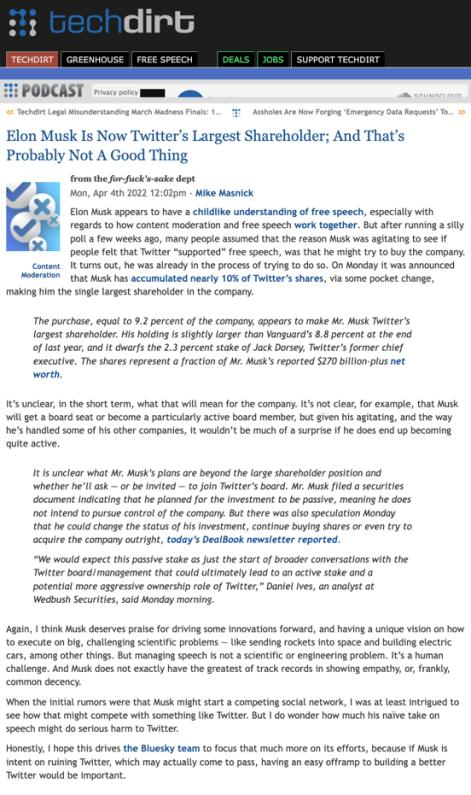 techdirt
TECHDIRT GREENHOUSE FREE SPEECH DEALS JOBS SUPPORT TECHDIRT
PODCAST Privacy policy SOUNDCLOUD
« Techdirt Legal Misunderstanding March Madness Finals: 1... Assholes Are Now Forging ‘Emergency Data Requests’ To... »
Elon Musk Is Now Twitter’s Largest Shareholder; And That’s
Probably Not A Good Thing
from the for-fuck’s-sake dept
Mon, Apr 4th 2022 12:02pm - Mike Masnick
Content
Moderation
Elon Musk appears to have a childlike understanding of free speech, especially with
regards to how content moderation and free speech work together. But after running a silly
poll a few weeks ago, many people assumed that the reason Musk was agitating to see if
people felt that Twitter “supported” free speech, was that he might try to buy the company.
It turns out, he was already in the process of trying to do so. On Monday it was announced
that Musk has accumulated nearly 10% of Twitter’s shares, via some pocket change,
making him the single largest shareholder in the company.
The purchase, equal to 9.2 percent of the company, appears to make Mr. Musk Twitter’s
largest shareholder. His holding is slightly larger than Vanguard’s 8.8 percent at the end
of last year, and it dwarfs the 2.3 percent stake of Jack Dorsey, Twitter’s former chief
executive. The shares represent a fraction of Mr. Musk’s reported $270 billion-plus net
worth.
It’s unclear, in the short term, what that will mean for the company. It’s not clear, for example, that Musk
will get a board seat or become a particularly active board member, but given his agitating, and the way
he’s handled some of his other companies, it wouldn’t be much of a surprise if he does end up becoming
quite active.
It is unclear what Mr. Musk’s plans are beyond the large shareholder position and
whether he’ll ask — or be invited — to join Twitter’s board. Mr. Musk filed a securities
document indicating that he planned for the investment to be passive, meaning he does
not intend to pursue control of the company. But there was also speculation Monday
that he could change the status of his investment, continue buying shares or even try to
acquire the company outright, today’s DealBook newsletter reported.
“We would expect this passive stake as just the start of broader conversations with the
Twitter board/management that could ultimately lead to an active stake and a
potential more aggressive ownership role of Twitter,” Daniel Ives, an analyst at
Wedbush Securities, said Monday morning.
Again, I think Musk deserves praise for driving some innovations forward, and having a unique vision on how
to execute on big, challenging scientific problems — like sending rockets into space and building electric
cars, among other things. But managing speech is not a scientific or engineering problem. It’s a human
challenge. And Musk does not exactly have the greatest of track records in showing empathy, or, frankly,
common decency.
When the initial rumors were that Musk might start a competing social network, I was at least intrigued to
see how that might compete with something like Twitter. But I do wonder how much his naïve take on
speech might do serious harm to Twitter.
Honestly, I hope this drives the Bluesky team to focus that much more on its efforts, because if Musk is
intent on ruining Twitter, which may actually come to pass, having an easy offramp to building a better
Twitter would be important.